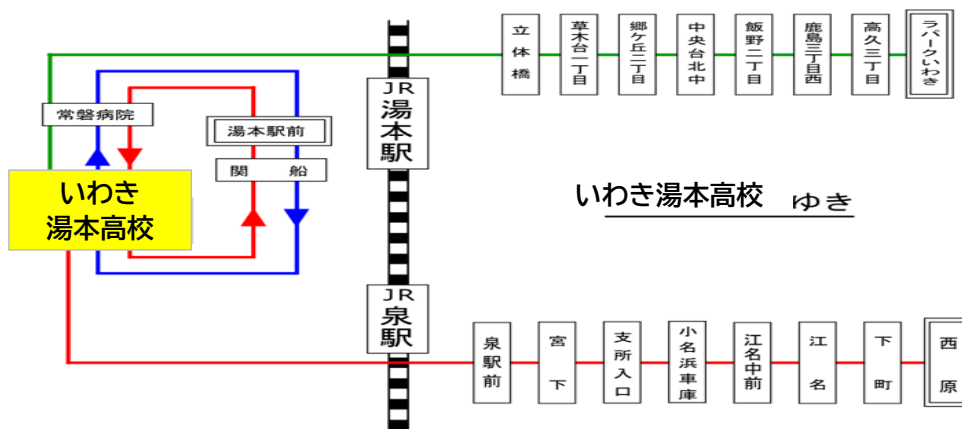 立体橋
草木台一丁目
郷ケ丘二丁目
中央台北中
飯野二丁目
鹿島三丁目西
高久三丁目
ラパークいわき
JR
湯本駅
常磐病院
湯本駅前
関船
いわき
湯本高校
いわき湯本高校 ゆき
JR
泉駅
泉駅前
宮下
支所入口
小名浜車庫
江名中前
江名
下町
西原